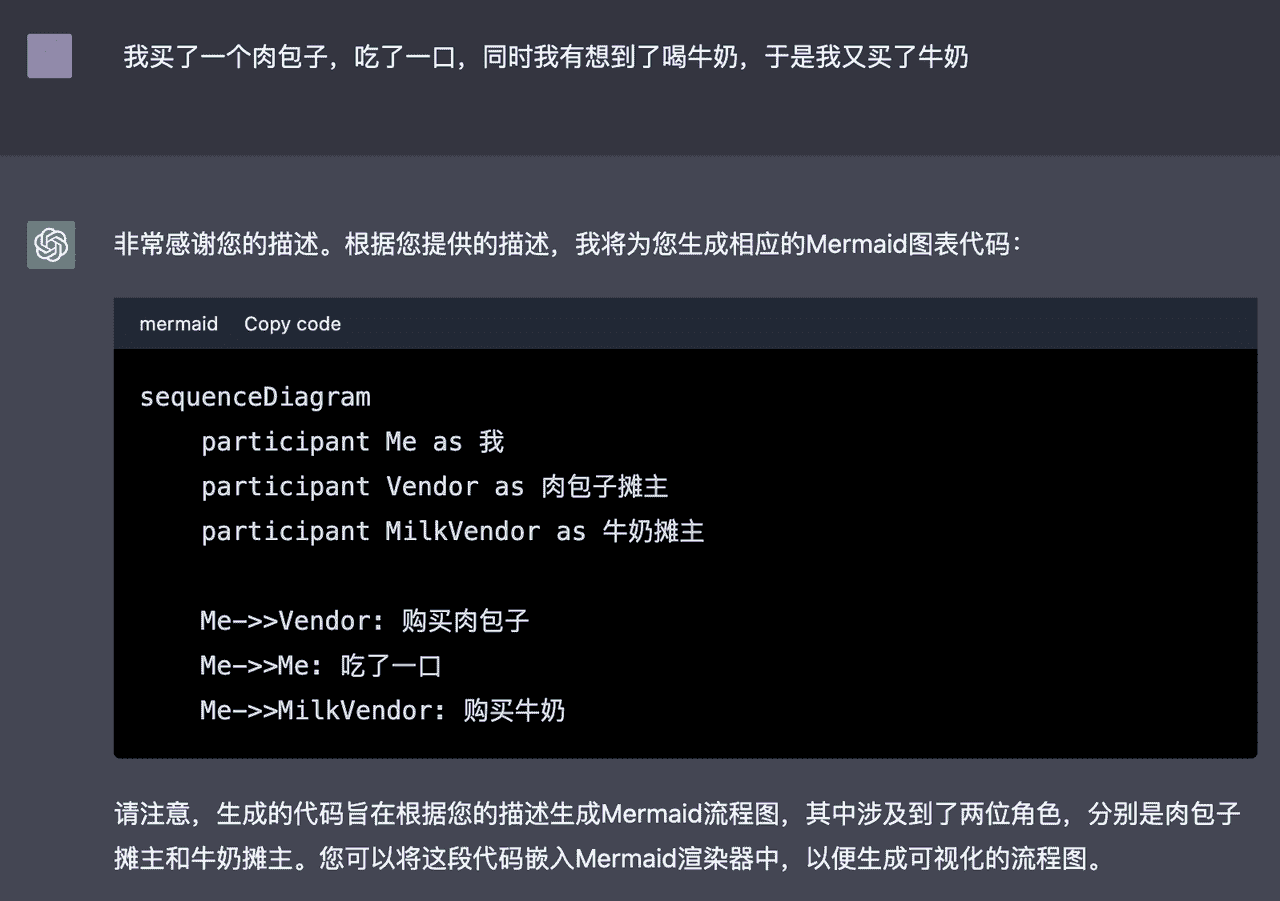 我买了一个肉包子，吃了一口，同时我有想到了喝牛奶，于是我又买了牛奶
非常感谢您的描述。根据您提供的描述，我将为您生成相应的Mermaid图表代码：
mermaid Copy code
sequenceDiagram
participant Me as 我
participant Vendor as 肉包子摊主
participant MilkVendor as 牛奶摊主
Me->>Vendor: 购买肉包子
Me->>Me: 吃了一口
Me->>MilkVendor: 购买牛奶
请注意，生成的代码旨在根据您的描述生成Mermaid流程图，其中涉及到了两位角色，分别是肉包子
摊主和牛奶摊主。您可以将这段代码嵌入Mermaid渲染器中，以便生成可视化的流程图。